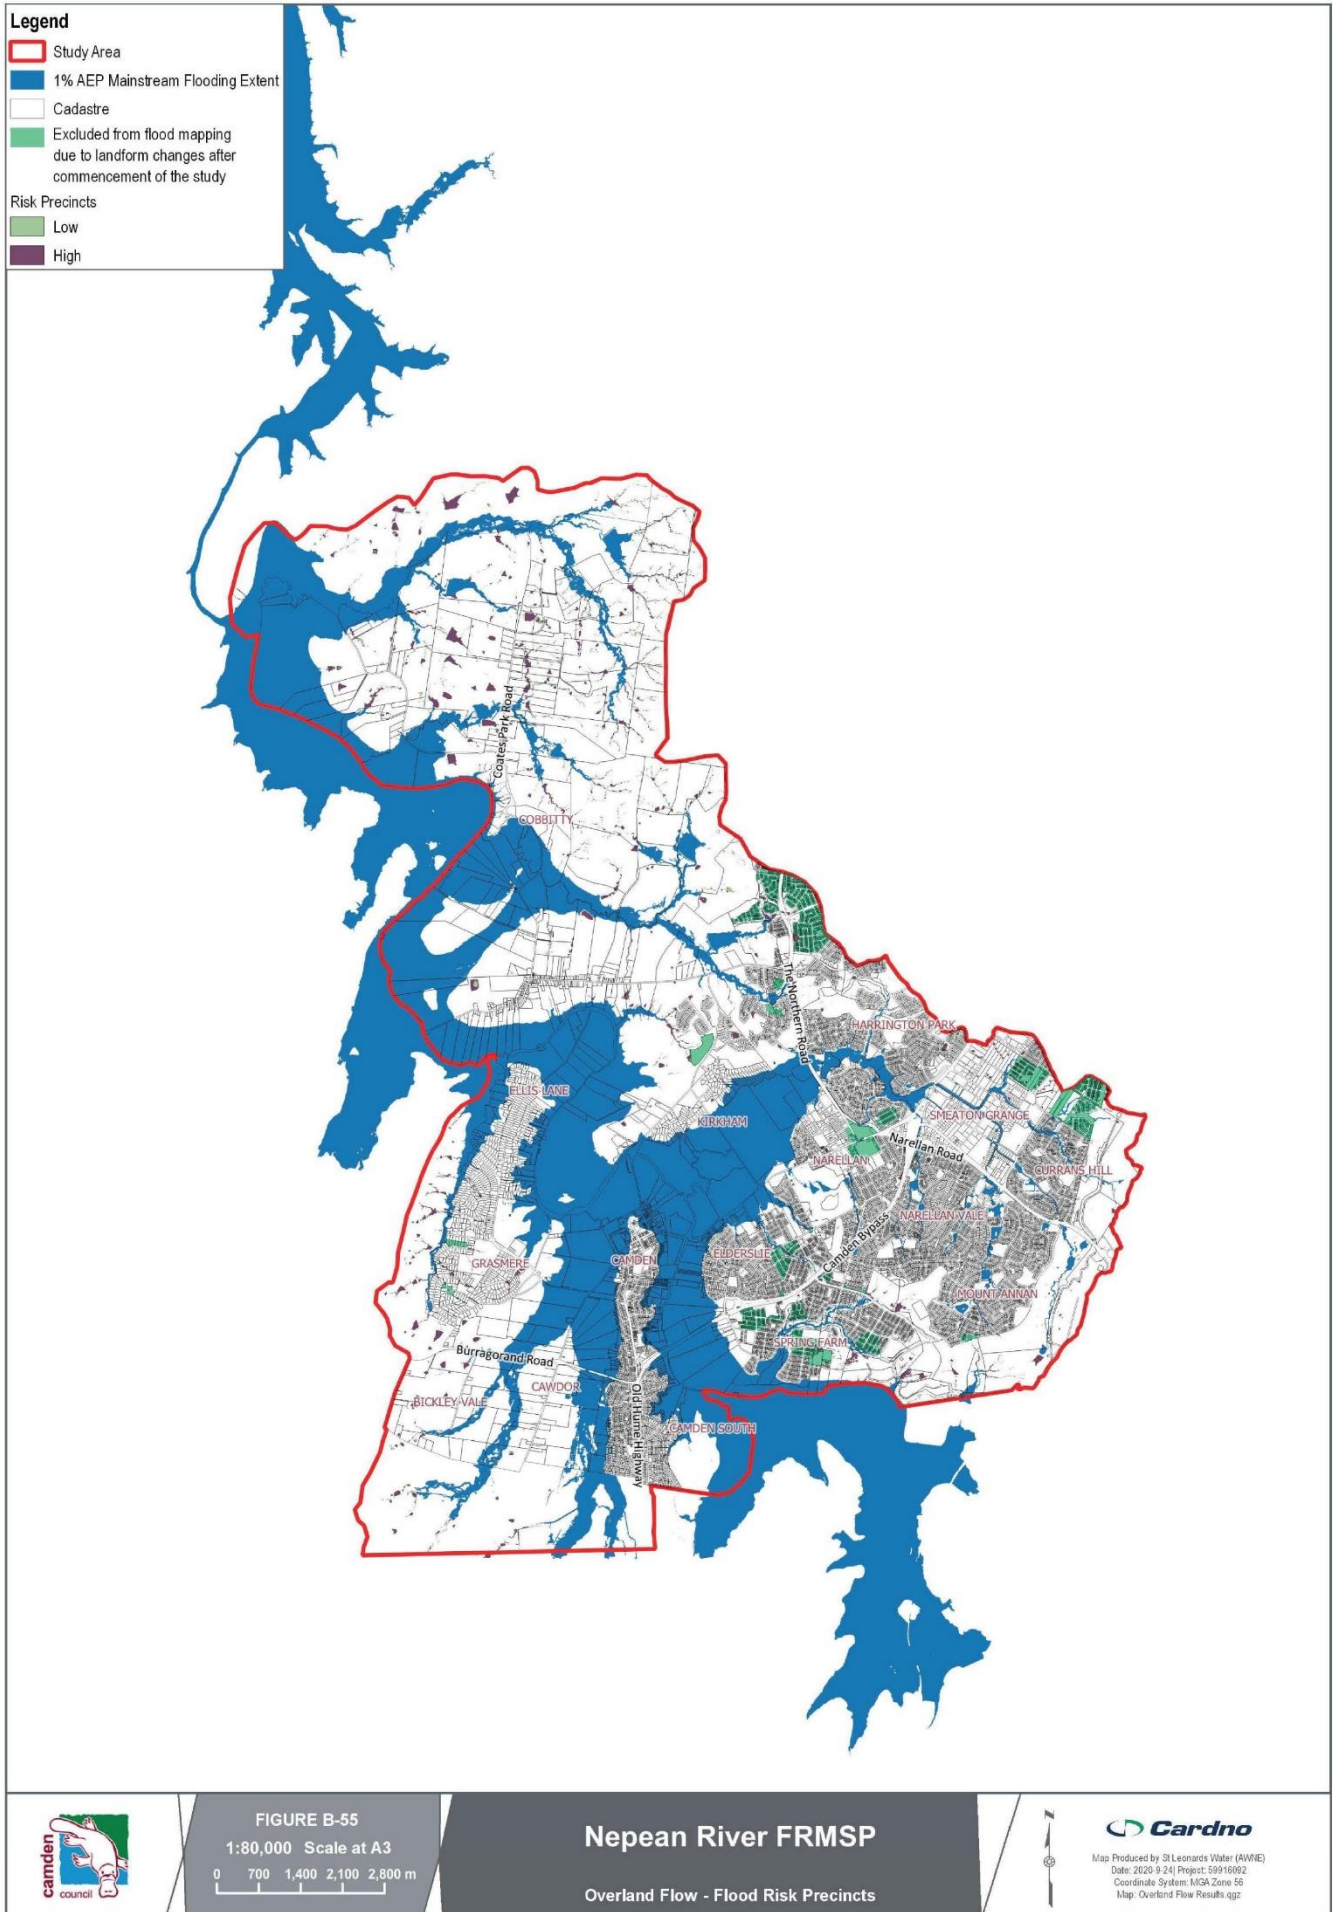 Legend
Study Area
1% AEP Mainstream Flooding Extent
Cadastre
Excluded from flood mapping
due to landform changes after
commencement of the study
Risk Precincts
Low
High
Coates Park Road
COBBITTY
The Northern Road
HARRINGTON PARK
ELLIS LANE
KIRKHAM
SMEATON GRANGE
Narellan Road
NARELLAN
CURRANS HILL
NARELLAN VALE
Camden Bypass
ELDERSLIE
GRASMERE
CAMDEN
MOUNT ANNAN
SPRING FARM
Burragorand Road
CAWDOR
BICKLEY VALE
Old Hume Highway
CAMDEN SOUTH
camden
council
FIGURE B-55
1:80,000 Scale at A3
0 700 1,400 2,100 2,800 m
Nepean River FRMSP
Overland Flow - Flood Risk Precincts
N
Cardno
Map Produced by St Leonards Water (AWNE)
Date: 2020-9-24| Project: 59916092
Coordinate System: MGA Zone 56
Map: Overland Flow Results.qgz